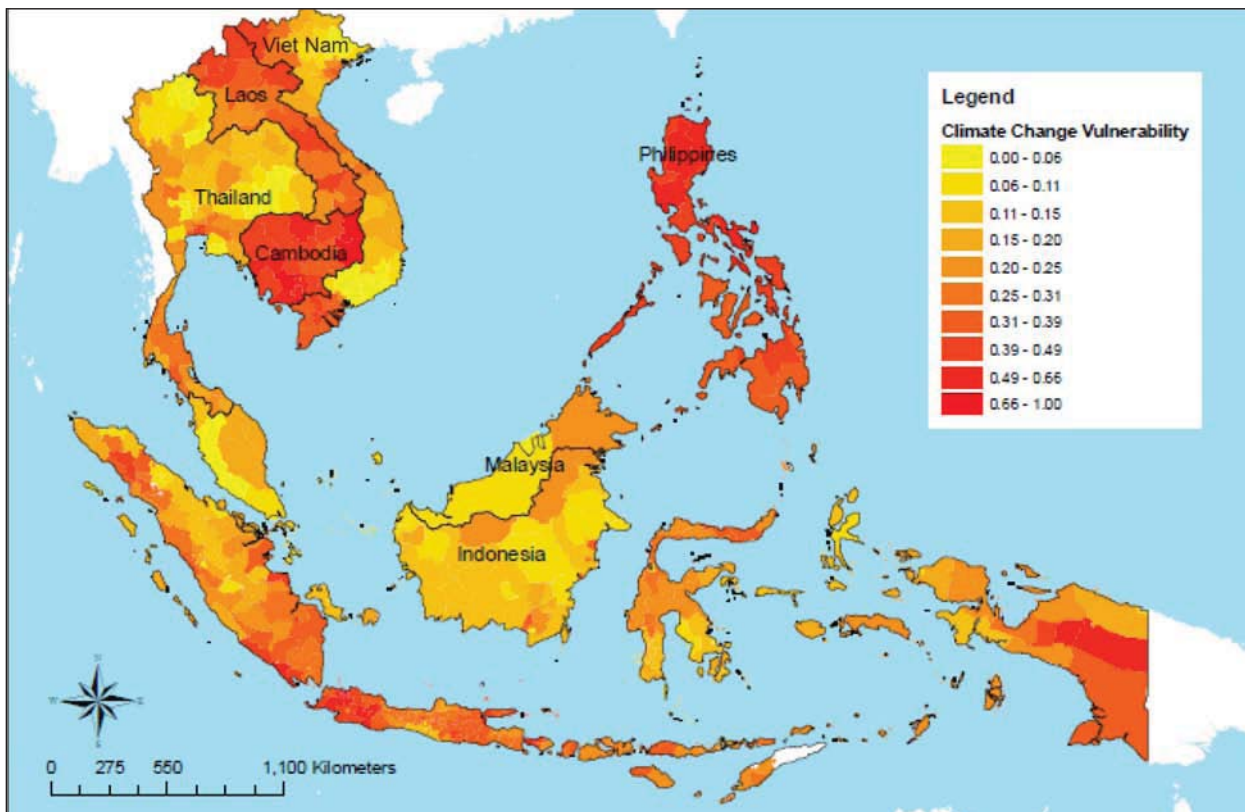 Viet Nam
Laos
Thailand
Cambodia
Philippines
Malaysia
Indonesia
Legend
Climate Change Vulnerability
0.00 - 0.06
0.06 - 0.11
0.11 - 0.15
0.15 - 0.20
0.20 - 0.25
0.25 - 0.31
0.31 - 0.39
0.39 - 0.49
0.49 - 0.66
0.66 - 1.00
N
W
E
S
0 275 550 1,100 Kilometers